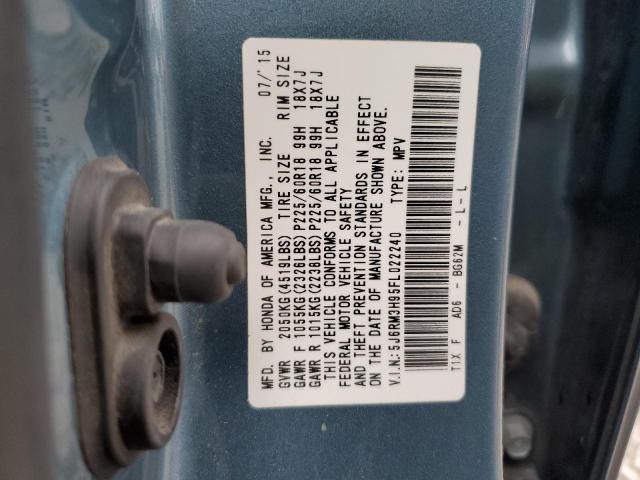 MFD. BY HONDA OF AMERICA MFG., INC. 07/'15
GVWR 2050KG(4519LBS) TIRE SIZE RIM SIZE
GAWR F 1055KG(2326LBS)P225/60R18 99H 18X7J
GAWR R 1015KG(2238LBS)P225/60R18 99H 18X7J
THIS VEHICLE CONFORMS TO ALL APPLICABLE
FEDERAL MOTOR VEHICLE SAFETY
AND THEFT PREVENTION STANDARDS IN EFFECT
ON THE DATE OF MANUFACTURE SHOWN ABOVE.
V.I.N.:5J6RM3H95FL022240 TYPE: MPV
T1X F AD6 - BG62M - L - L